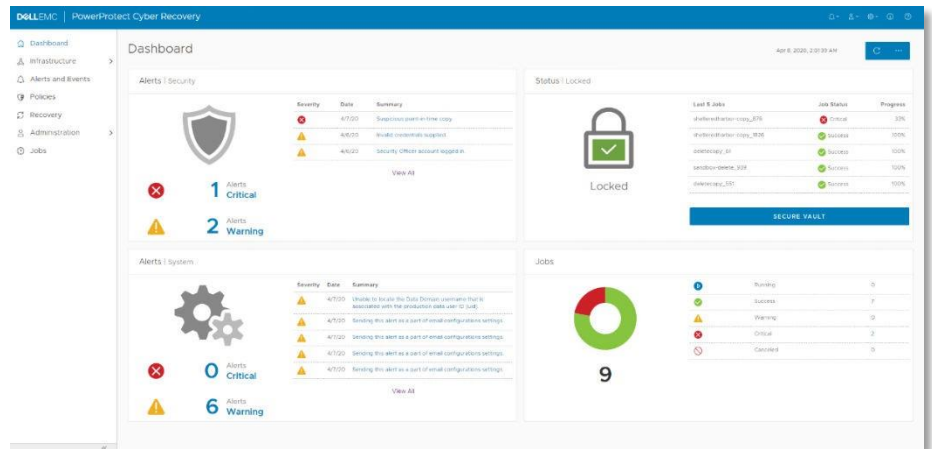 DELLEMC | PowerProtect Cyber Recovery
Dashboard
Infrastructure
Alerts and Events
Policies
Recovery
Administration
Jobs
Dashboard
Apr 8, 2020, 2:01:39 AM
Alerts | Security
Severity Date Summary
4/7/20 Suspicious point-in-time copy
4/6/20 Invalid credentials supplied
4/6/20 Security Officer account logged in.
View All
1 Alerts
Critical
2 Alerts
Warning
Status | Locked
Locked
Last 5 Jobs Job Status Progress
Critical 33%
Success 100%
Success 100%
Success 100%
Success 100%
SECURE VAULT
Alerts | System
Severity Date Summary
4/7/20 Unable to locate the Data Domain username that is
associated with the production data user ID (uid).
4/7/20 Sending this alert as a part of email configurations settings
4/7/20 Sending this alert as a part of email configurations settings
4/7/20 Sending this alert as a part of email configurations settings
4/7/20 Sending this alert as a part of email configurations settings
View All
0 Alerts
Critical
6 Alerts
Warning
Jobs
9
Running 0
Success 7
Warning 0
Critical 2
Canceled 0